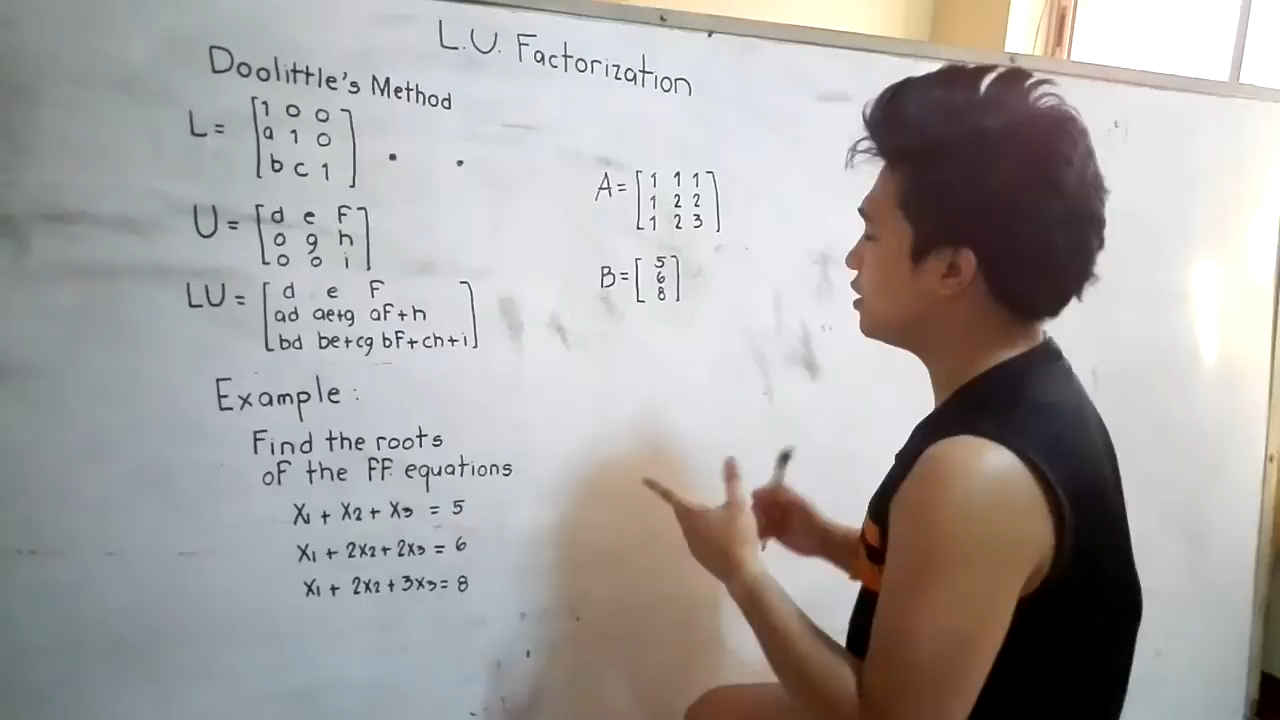 L.U. Factorization
Doolittle's Method
L = [1 0 0
a 1 0
b c 1]
U = [d e F
0 g h
0 0 i]
LU = [d e F
ad ae+g aF+h
bd be+cg bF+ch+i]
Example:
Find the roots
of the FF. equations
X1 + X2 + X3 = 5
X1 + 2X2 + 2X3 = 6
X1 + 2X2 + 3X3 = 8
A = [1 1 1
1 2 2
1 2 3]
B = [5
6
8]